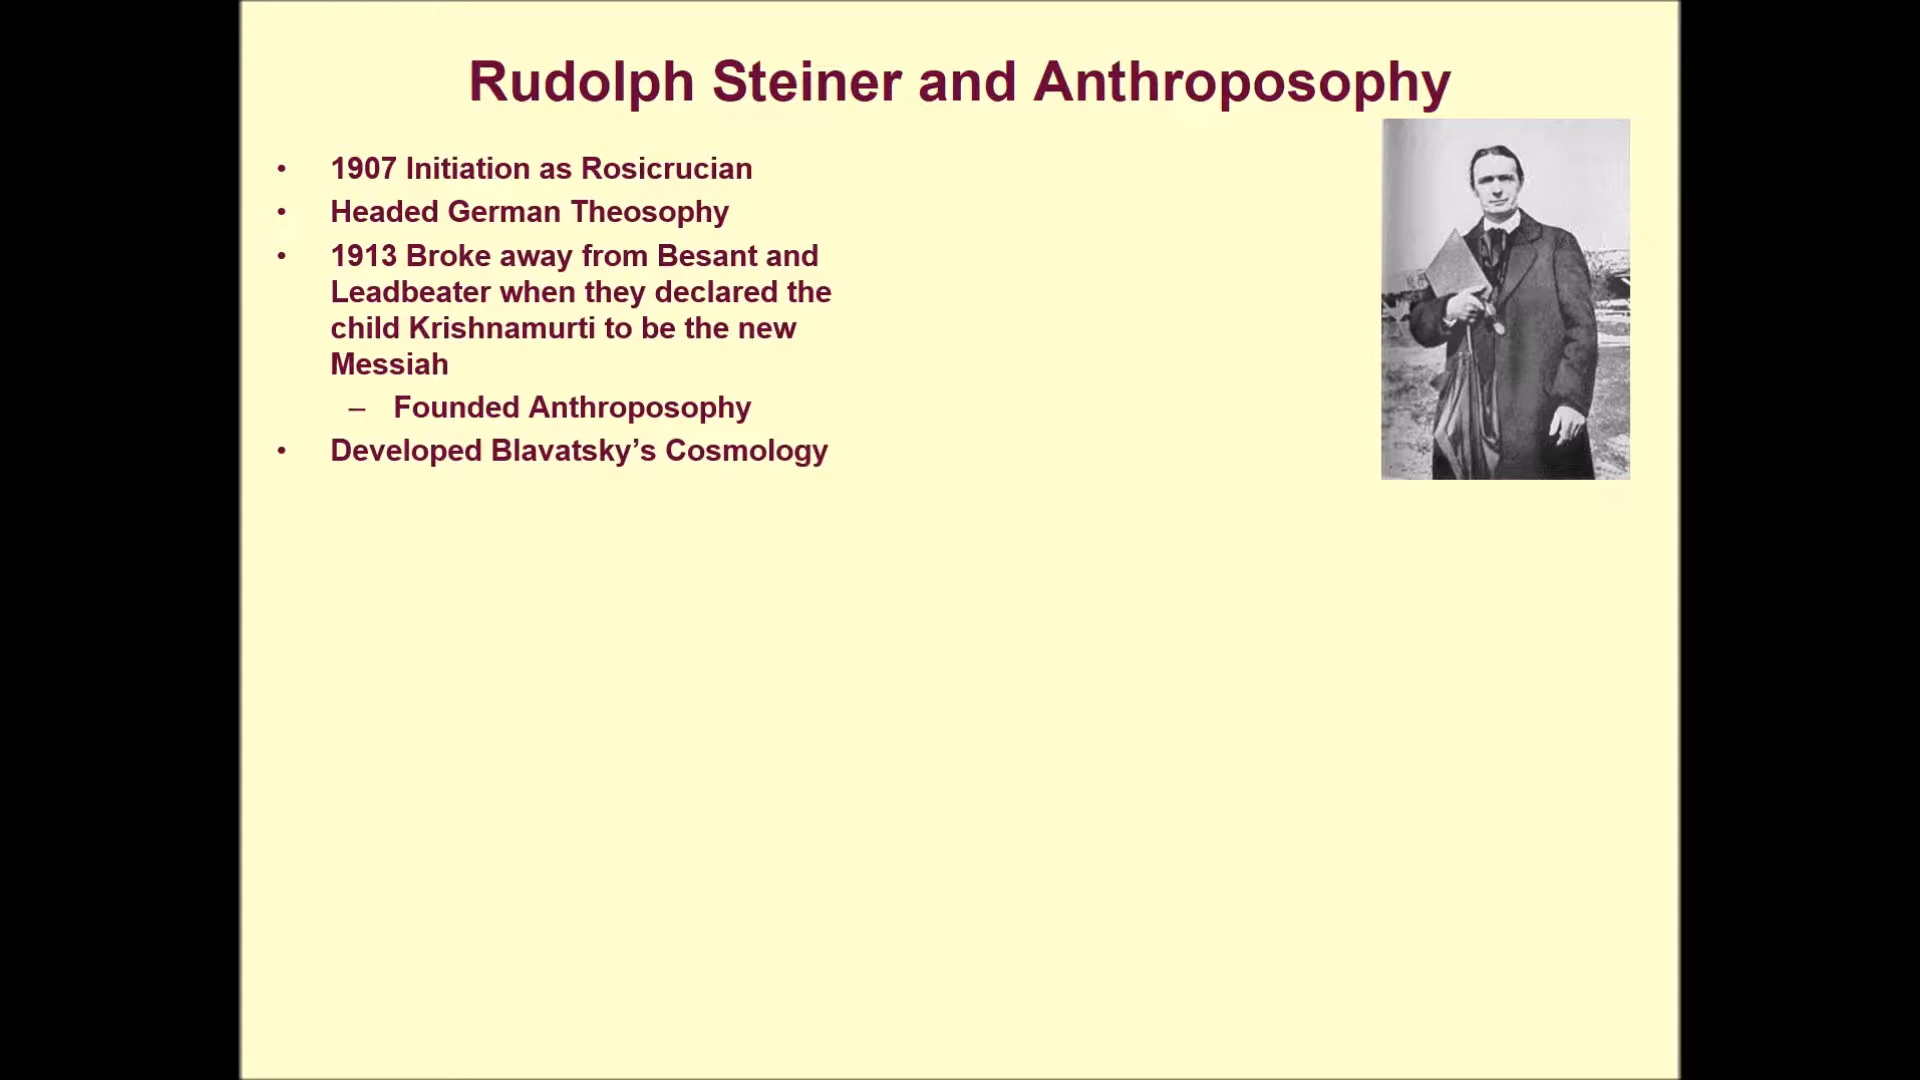 Rudolph Steiner and Anthroposophy
• 1907 Initiation as Rosicrucian
• Headed German Theosophy
• 1913 Broke away from Besant and
Leadbeater when they declared the
child Krishnamurti to be the new
Messiah
– Founded Anthroposophy
• Developed Blavatsky’s Cosmology